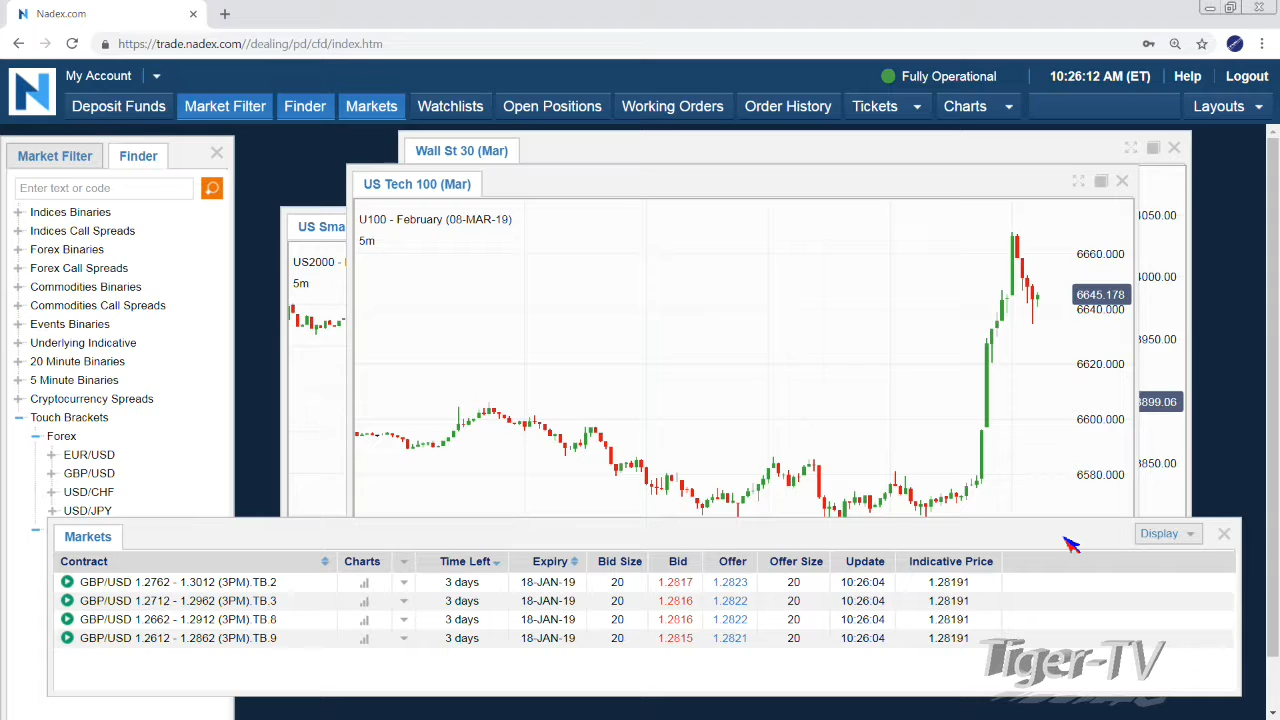 Nadex.com
https://trade.nadex.com//dealing/pd/cfd/index.htm
My Account
Fully Operational
10:26:12 AM (ET)
Help
Logout
Deposit Funds
Market Filter
Finder
Markets
Watchlists
Open Positions
Working Orders
Order History
Tickets
Charts
Layouts
Market Filter
Finder
Enter text or code
Indices Binaries
Indices Call Spreads
Forex Binaries
Forex Call Spreads
Commodities Binaries
Commodities Call Spreads
Events Binaries
Underlying Indicative
20 Minute Binaries
5 Minute Binaries
Cryptocurrency Spreads
Touch Brackets
Forex
EUR/USD
GBP/USD
USD/CHF
USD/JPY
Wall St 30 (Mar)
US Tech 100 (Mar)
US Sma
US2000 -
5m
U100 - February (08-MAR-19)
5m
6660.000
6645.178
6640.000
6620.000
6600.000
6580.000
4050.00
4000.00
3950.00
3899.06
3850.00
Markets
Display
Contract Charts Time Left Expiry Bid Size Bid Offer Offer Size Update Indicative Price
GBP/USD 1.2762 - 1.3012 (3PM).TB.2 3 days 18-JAN-19 20 1.2817 1.2823 20 10:26:04 1.28191
GBP/USD 1.2712 - 1.2962 (3PM).TB.3 3 days 18-JAN-19 20 1.2816 1.2822 20 10:26:04 1.28191
GBP/USD 1.2662 - 1.2912 (3PM).TB.8 3 days 18-JAN-19 20 1.2816 1.2822 20 10:26:04 1.28191
GBP/USD 1.2612 - 1.2862 (3PM).TB.9 3 days 18-JAN-19 20 1.2815 1.2821 20 10:26:04 1.28191
Tiger-TV